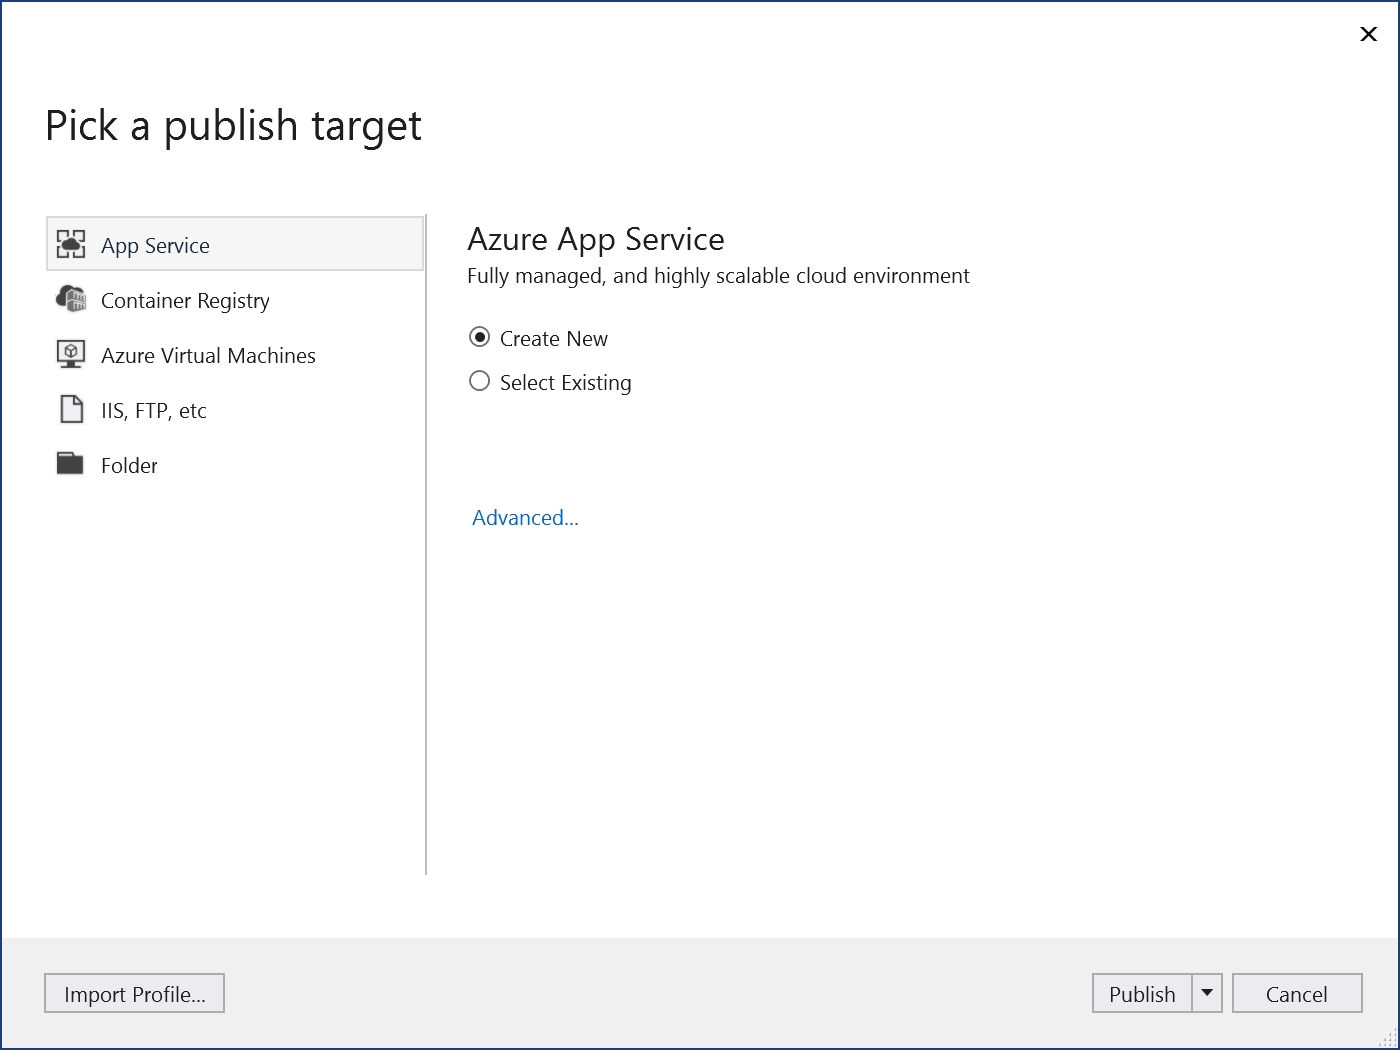 Pick a publish target
App Service
Container Registry
Azure Virtual Machines
IIS, FTP, etc
Folder
Azure App Service
Fully managed, and highly scalable cloud environment
Create New
Select Existing
Advanced...
Import Profile...
Publish
Cancel